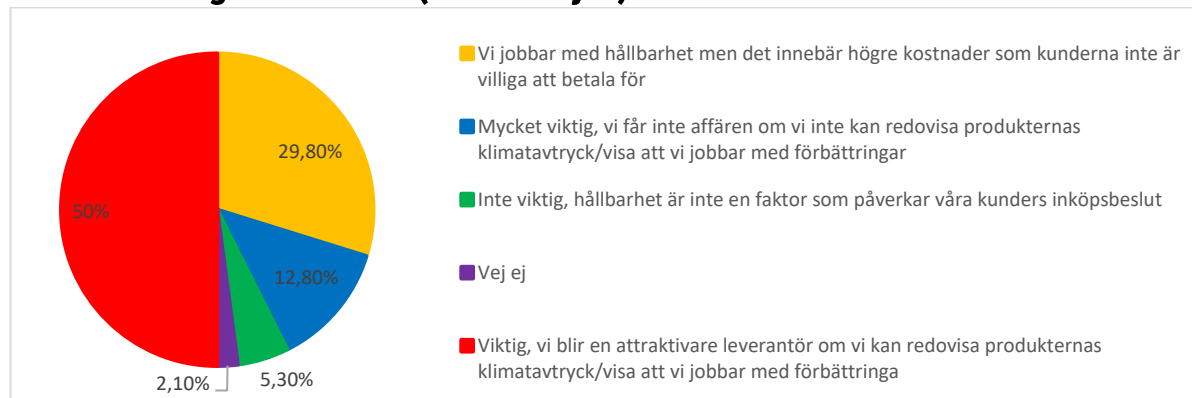 Vi jobbar med hållbarhet men det innebär högre kostnader som kunderna inte är
villiga att betala för
Mycket viktig, vi får inte affären om vi inte kan redovisa produkternas
klimatavtryck/visa att vi jobbar med förbättringar
Inte viktig, hållbarhet är inte en faktor som påverkar våra kunders inköpsbeslut
Vej ej
Viktig, vi blir en attraktivare leverantör om vi kan redovisa produkternas
klimatavtryck/visa att vi jobbar med förbättringa
29,80%
50%
12,80%
2,10%
5,30%